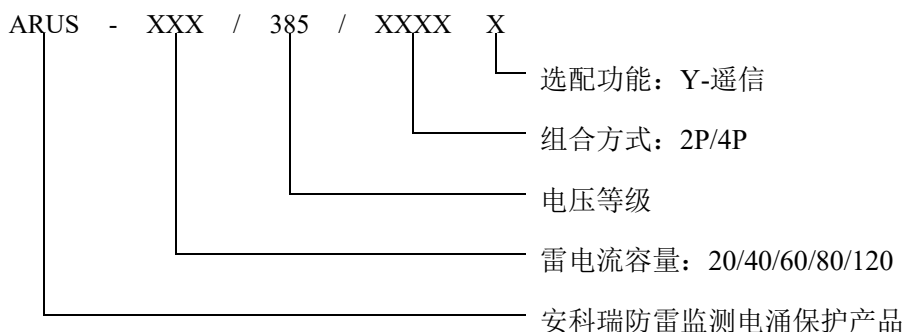 ARUS - XXX / 385 / XXXX X
选配功能：Y-遥信
组合方式：2P/4P
电压等级
雷电流容量：20/40/60/80/120
安科瑞防雷监测电涌保护产品